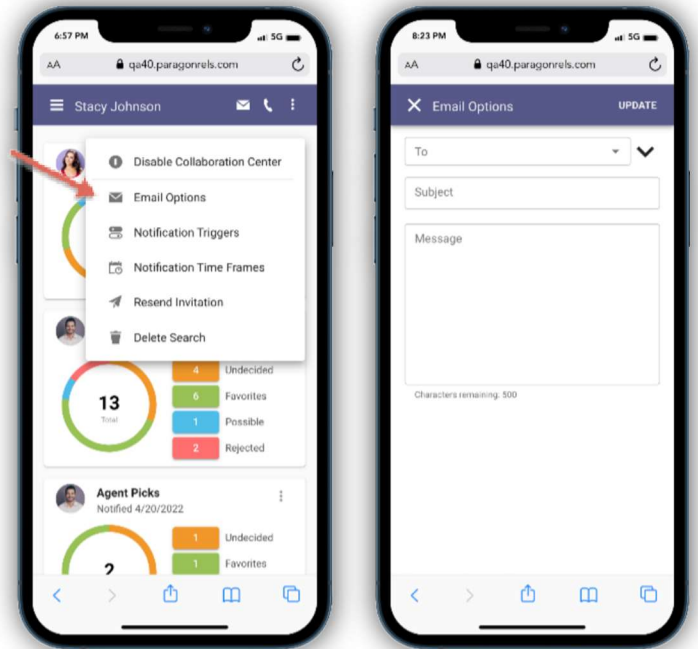 6:57 PM
5G
AA
qa40.paragonrels.com
Stacy Johnson
Disable Collaboration Center
Email Options
Notification Triggers
Notification Time Frames
Resend Invitation
Delete Search
4 Undecided
13
Total
6 Favorites
1 Possible
2 Rejected
Agent Picks
Notified 4/20/2022
1 Undecided
2
1 Favorites
8:23 PM
5G
AA
qa40.paragonrels.com
Email Options
UPDATE
To
Subject
Message
Characters remaining: 500